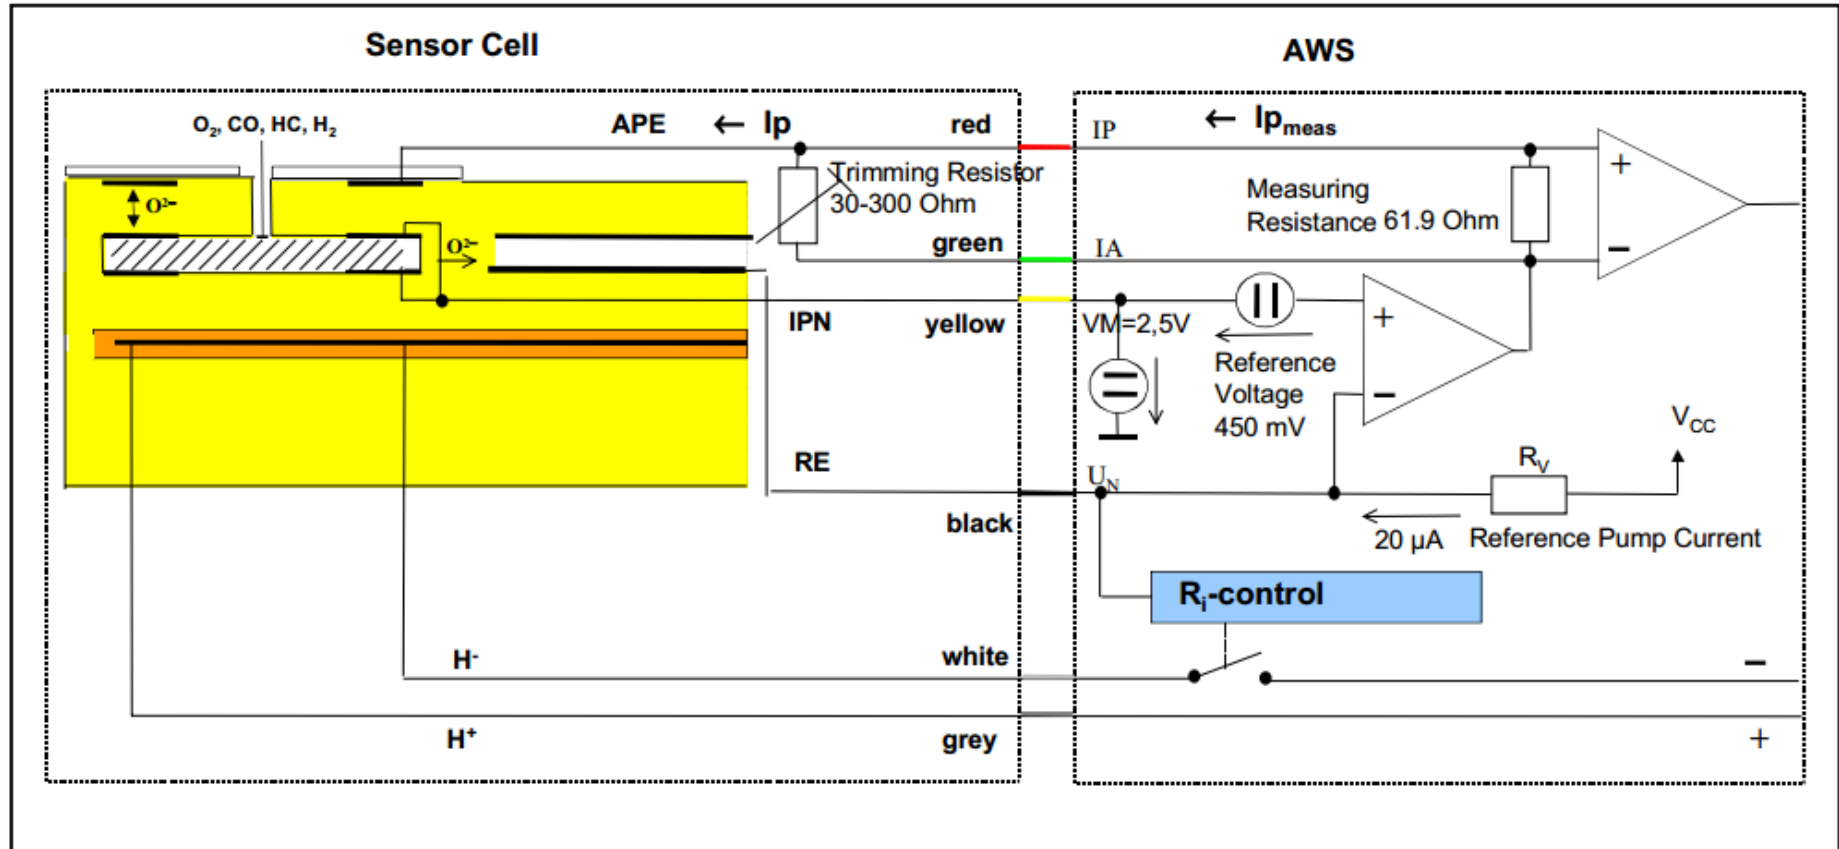 Sensor Cell
AWS
O₂, CO, HC, H₂
APE ← Ip
red
IP
← Ipmeas
Trimming Resistor
30-300 Ohm
Measuring
Resistance 61.9 Ohm
+
−
O²⁻
O²⁻
green
IA
IPN
yellow
VM=2,5V
+
−
Reference
Voltage
450 mV
VCC
RE
UN
RV
black
20 µA
Reference Pump Current
Ri-control
H-
white
−
H+
grey
+